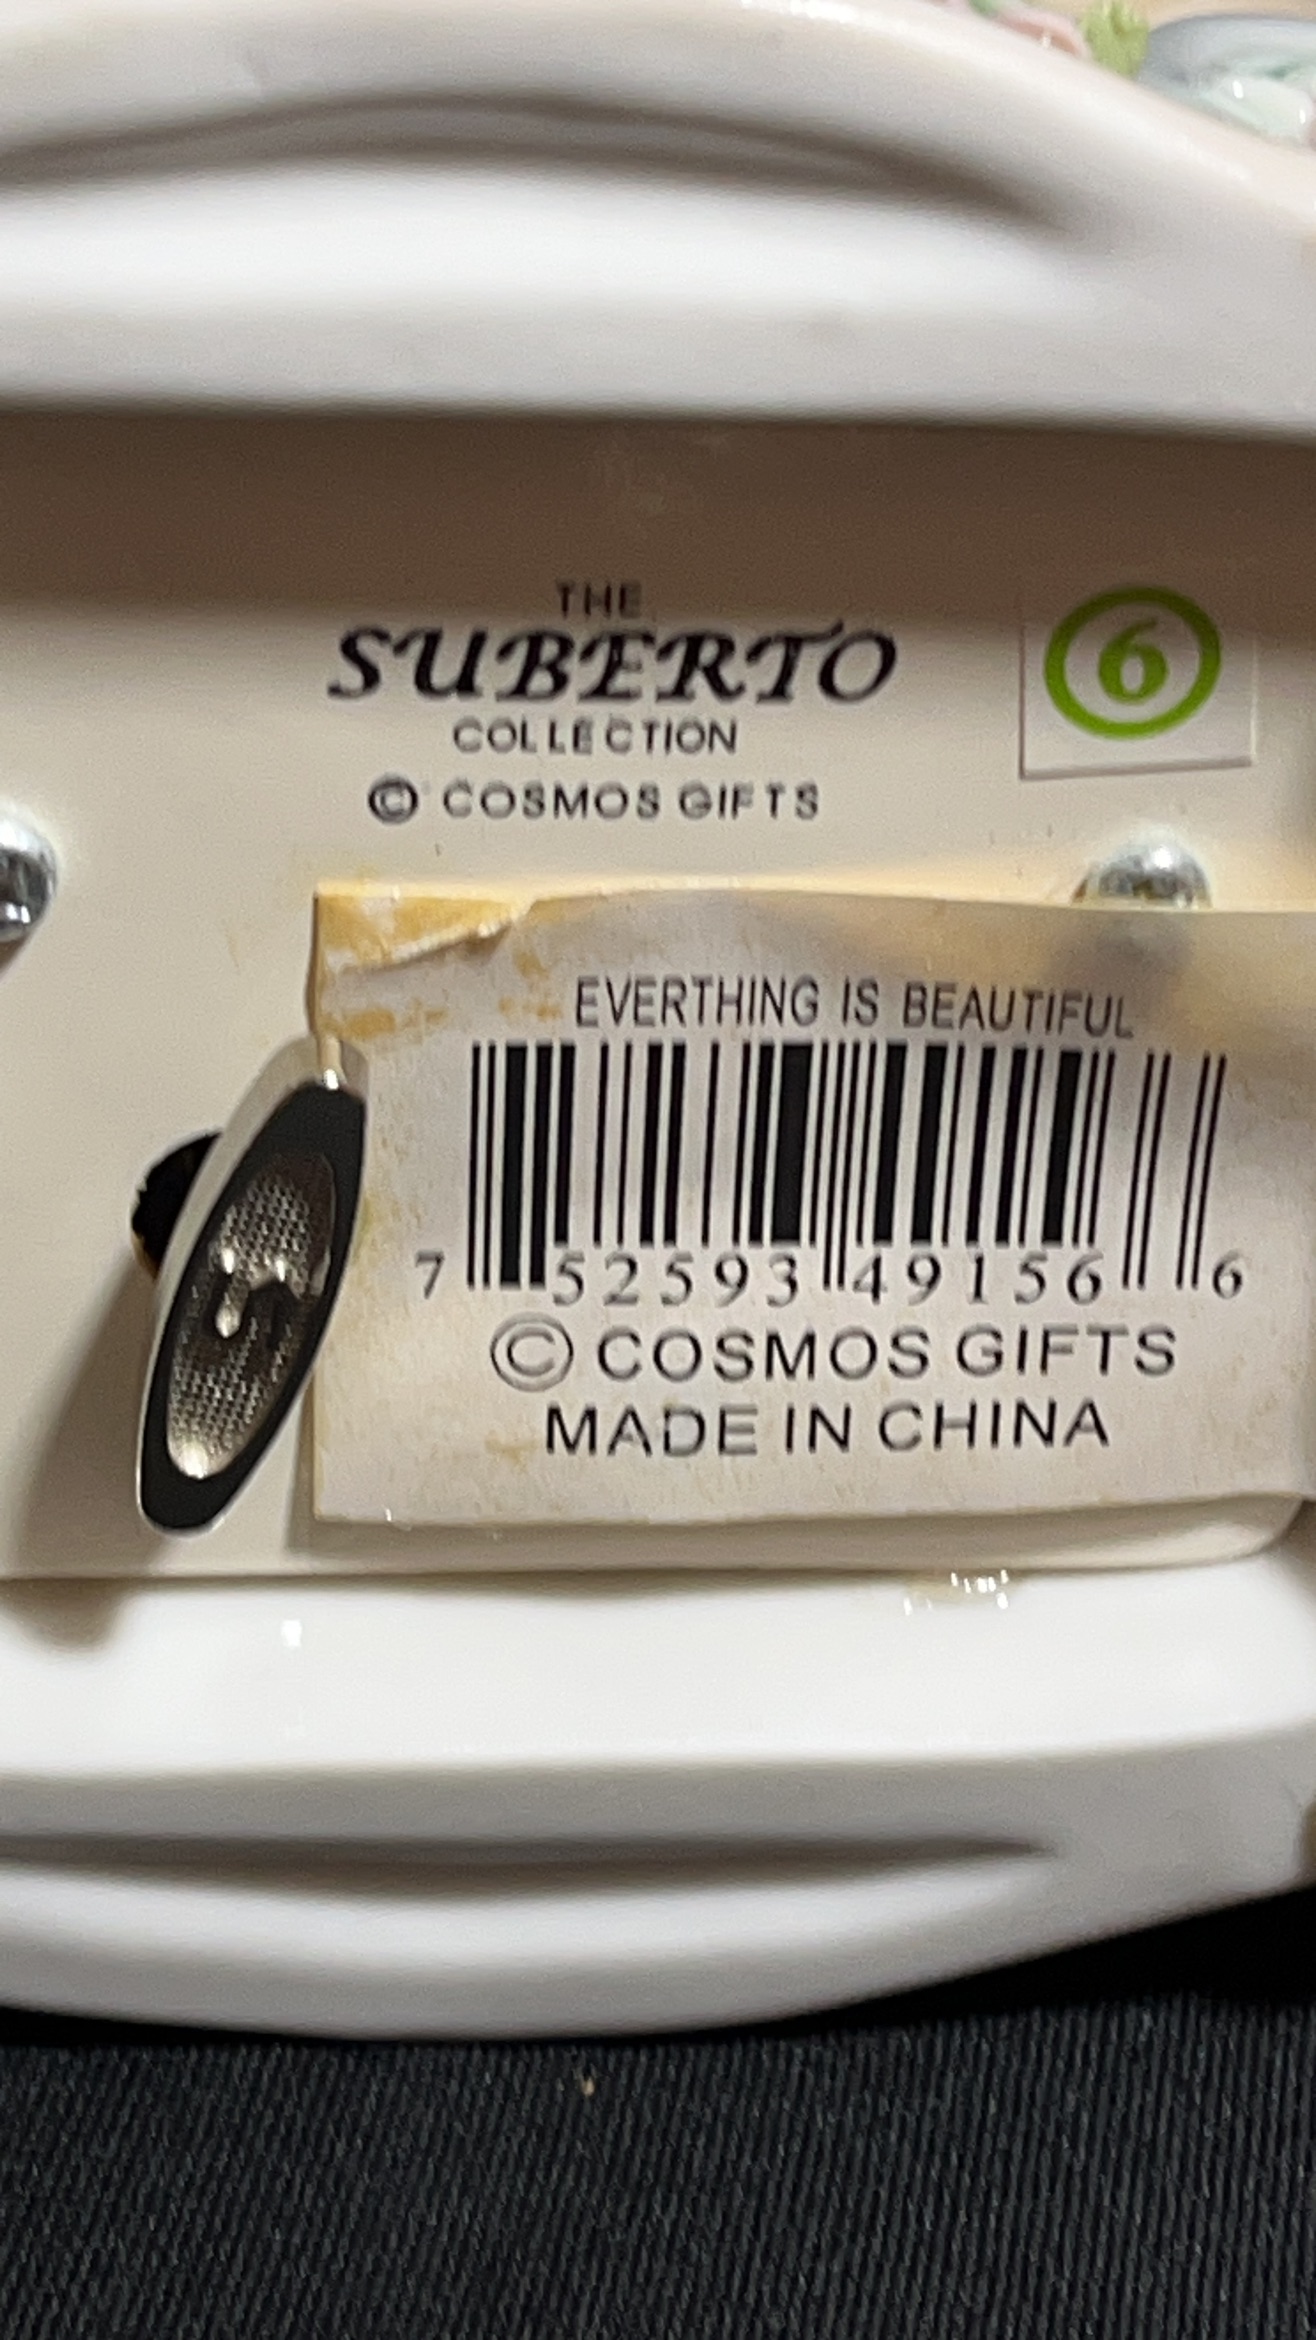 THE
SUBERTO
COLLECTION
© COSMOS GIFTS
6
EVERTHING IS BEAUTIFUL
7 52593 49156 6
© COSMOS GIFTS
MADE IN CHINA